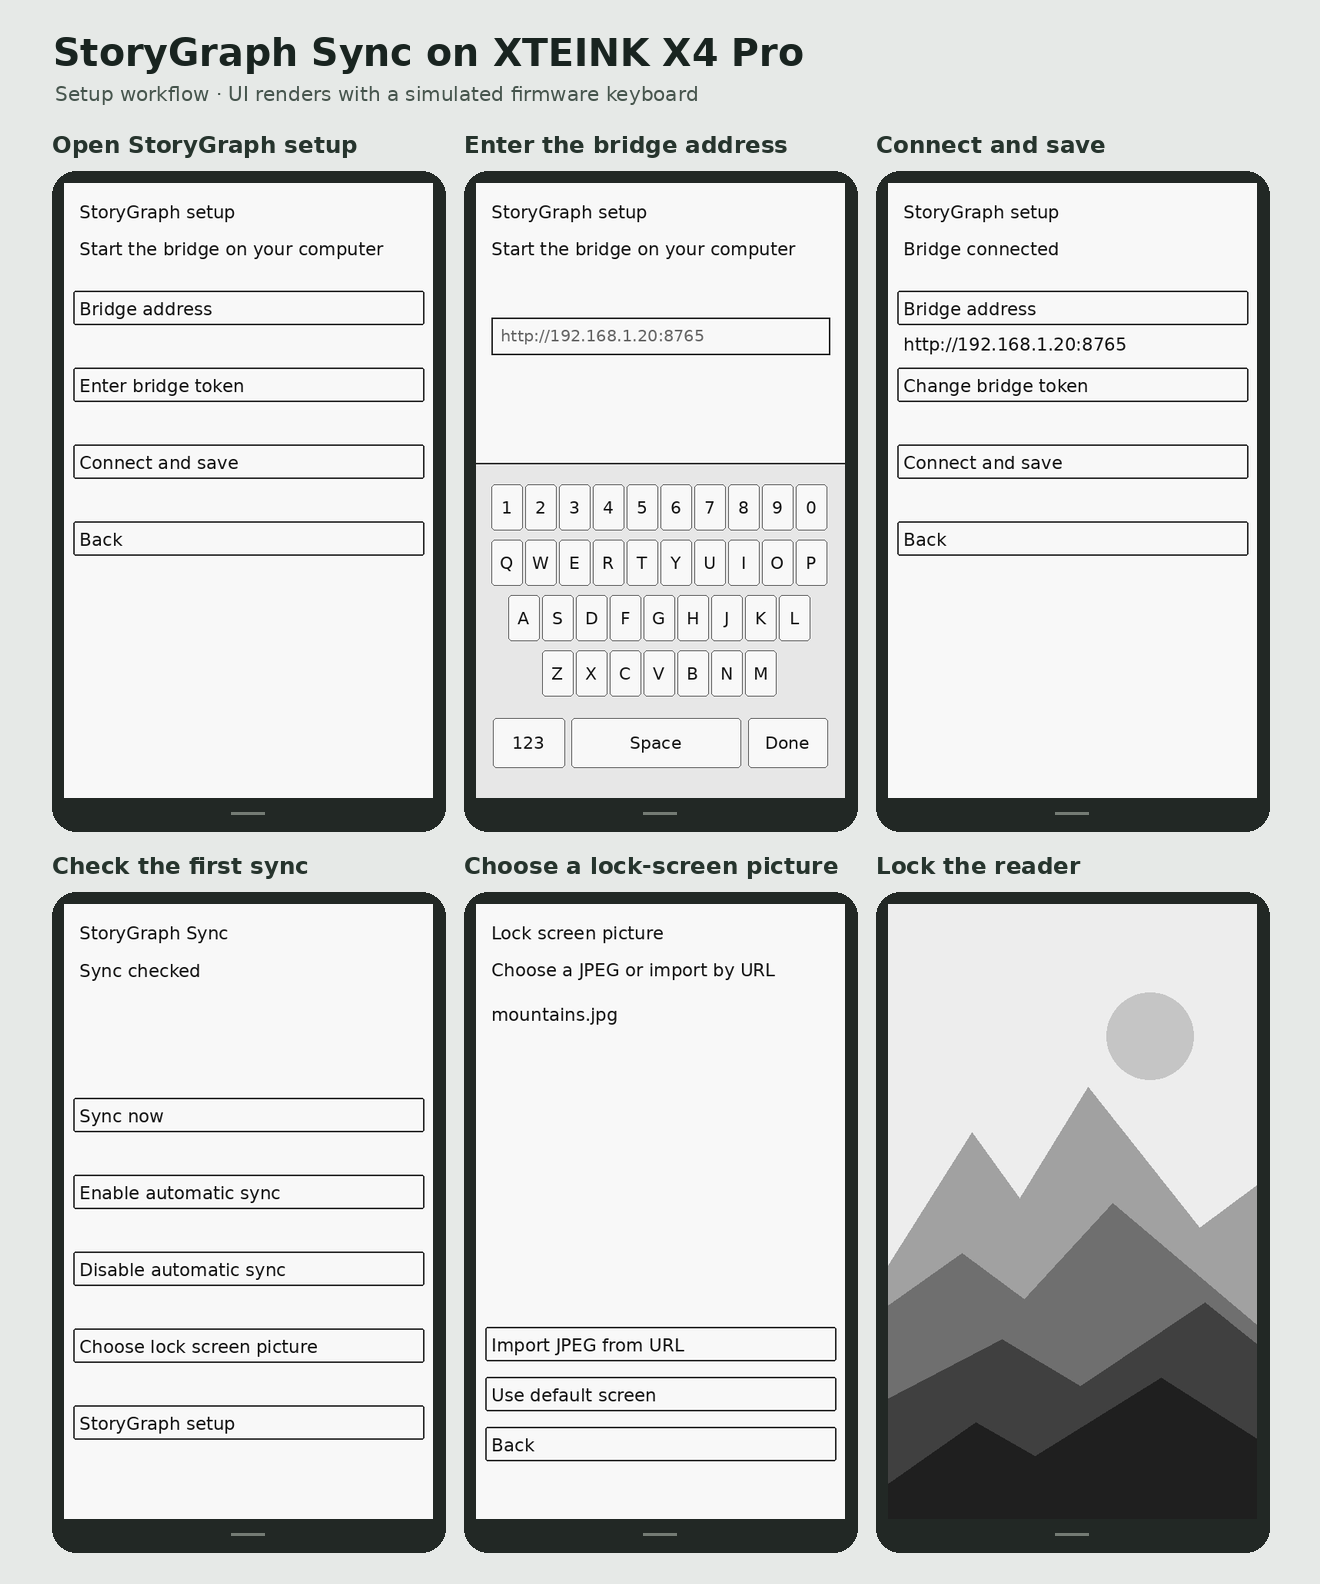 StoryGraph Sync on XTEINK X4 Pro
Setup workflow · UI renders with a simulated firmware keyboard
Open StoryGraph setup
StoryGraph setup
Start the bridge on your computer
Bridge address
Enter bridge token
Connect and save
Back
Enter the bridge address
StoryGraph setup
Start the bridge on your computer
http://192.168.1.20:8765
1 2 3 4 5 6 7 8 9 0
Q W E R T Y U I O P
A S D F G H J K L
Z X C V B N M
123 Space Done
Connect and save
StoryGraph setup
Bridge connected
Bridge address
http://192.168.1.20:8765
Change bridge token
Connect and save
Back
Check the first sync
StoryGraph Sync
Sync checked
Sync now
Enable automatic sync
Disable automatic sync
Choose lock screen picture
StoryGraph setup
Choose a lock-screen picture
Lock screen picture
Choose a JPEG or import by URL
mountains.jpg
Import JPEG from URL
Use default screen
Back
Lock the reader